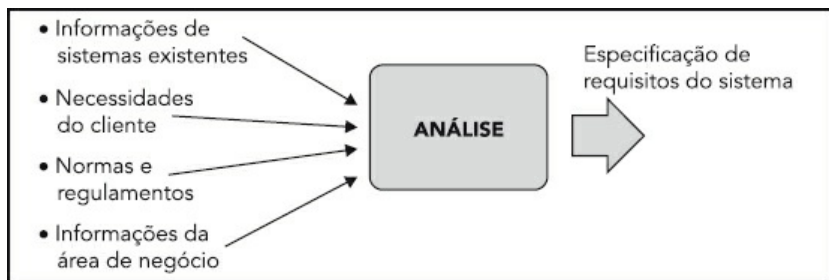 • Informações de
sistemas existentes
• Necessidades
do cliente
• Normas e
regulamentos
• Informações da
área de negócio
ANÁLISE
Especificação de
requisitos do sistema